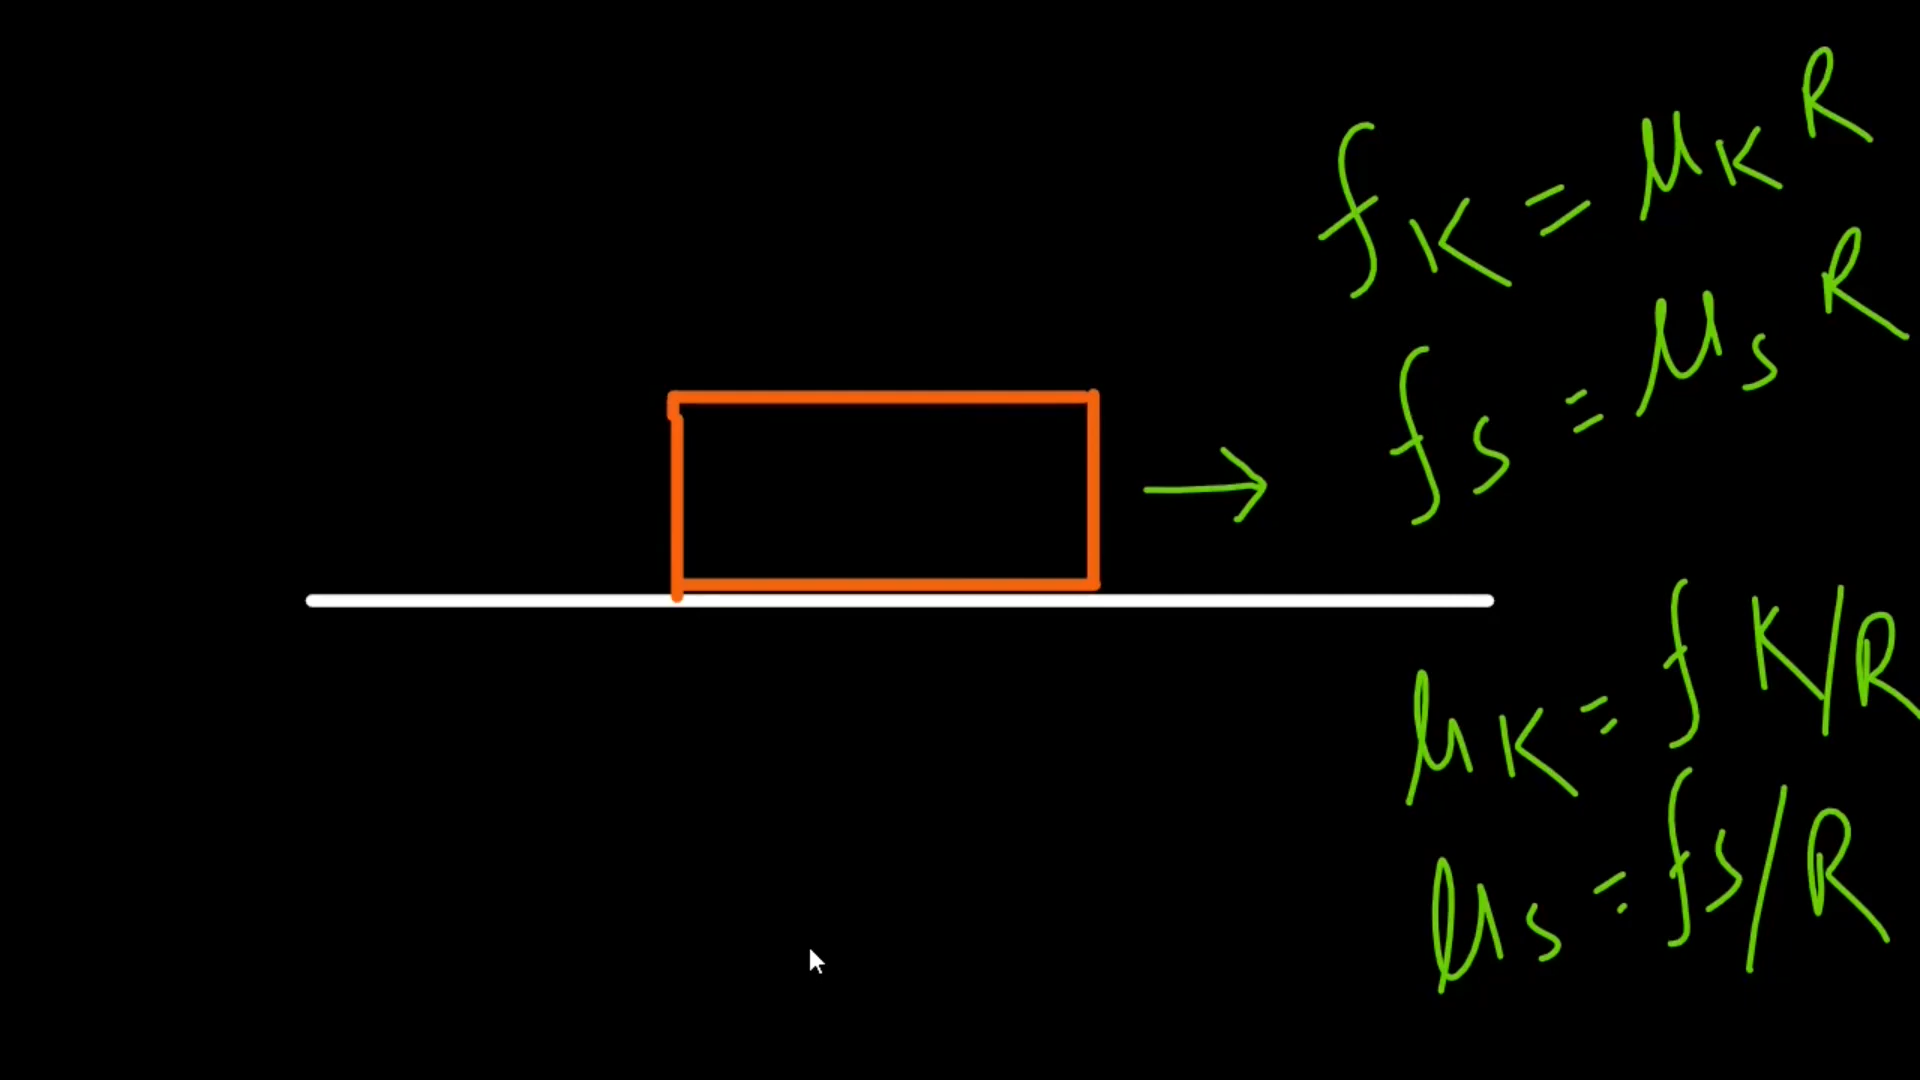 fK = μK R
fs = μs R
μK = fK/R
μs = fs/R